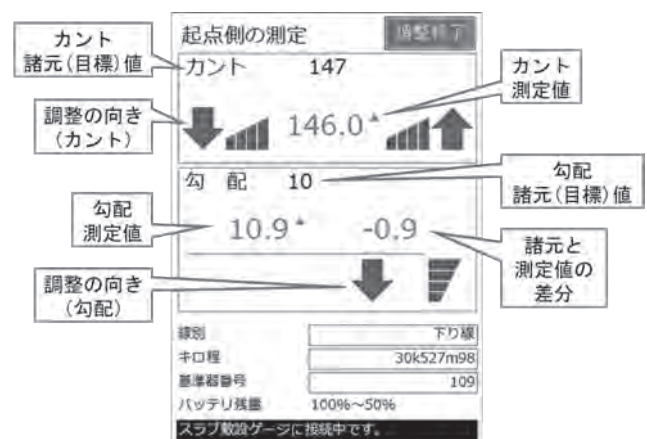 起点側の測定
調整終了
カント 147
146.0
勾 配 10
10.9 -0.9
線別 下り線
キロ程 30k527m98
基準器番号 109
バッテリ残量 100%～50%
スラブ敷設ゲージに接続中です。
カント
諸元(目標)値
調整の向き
(カント)
勾配
測定値
調整の向き
(勾配)
カント
測定値
勾配
諸元(目標)値
諸元と
測定値の
差分